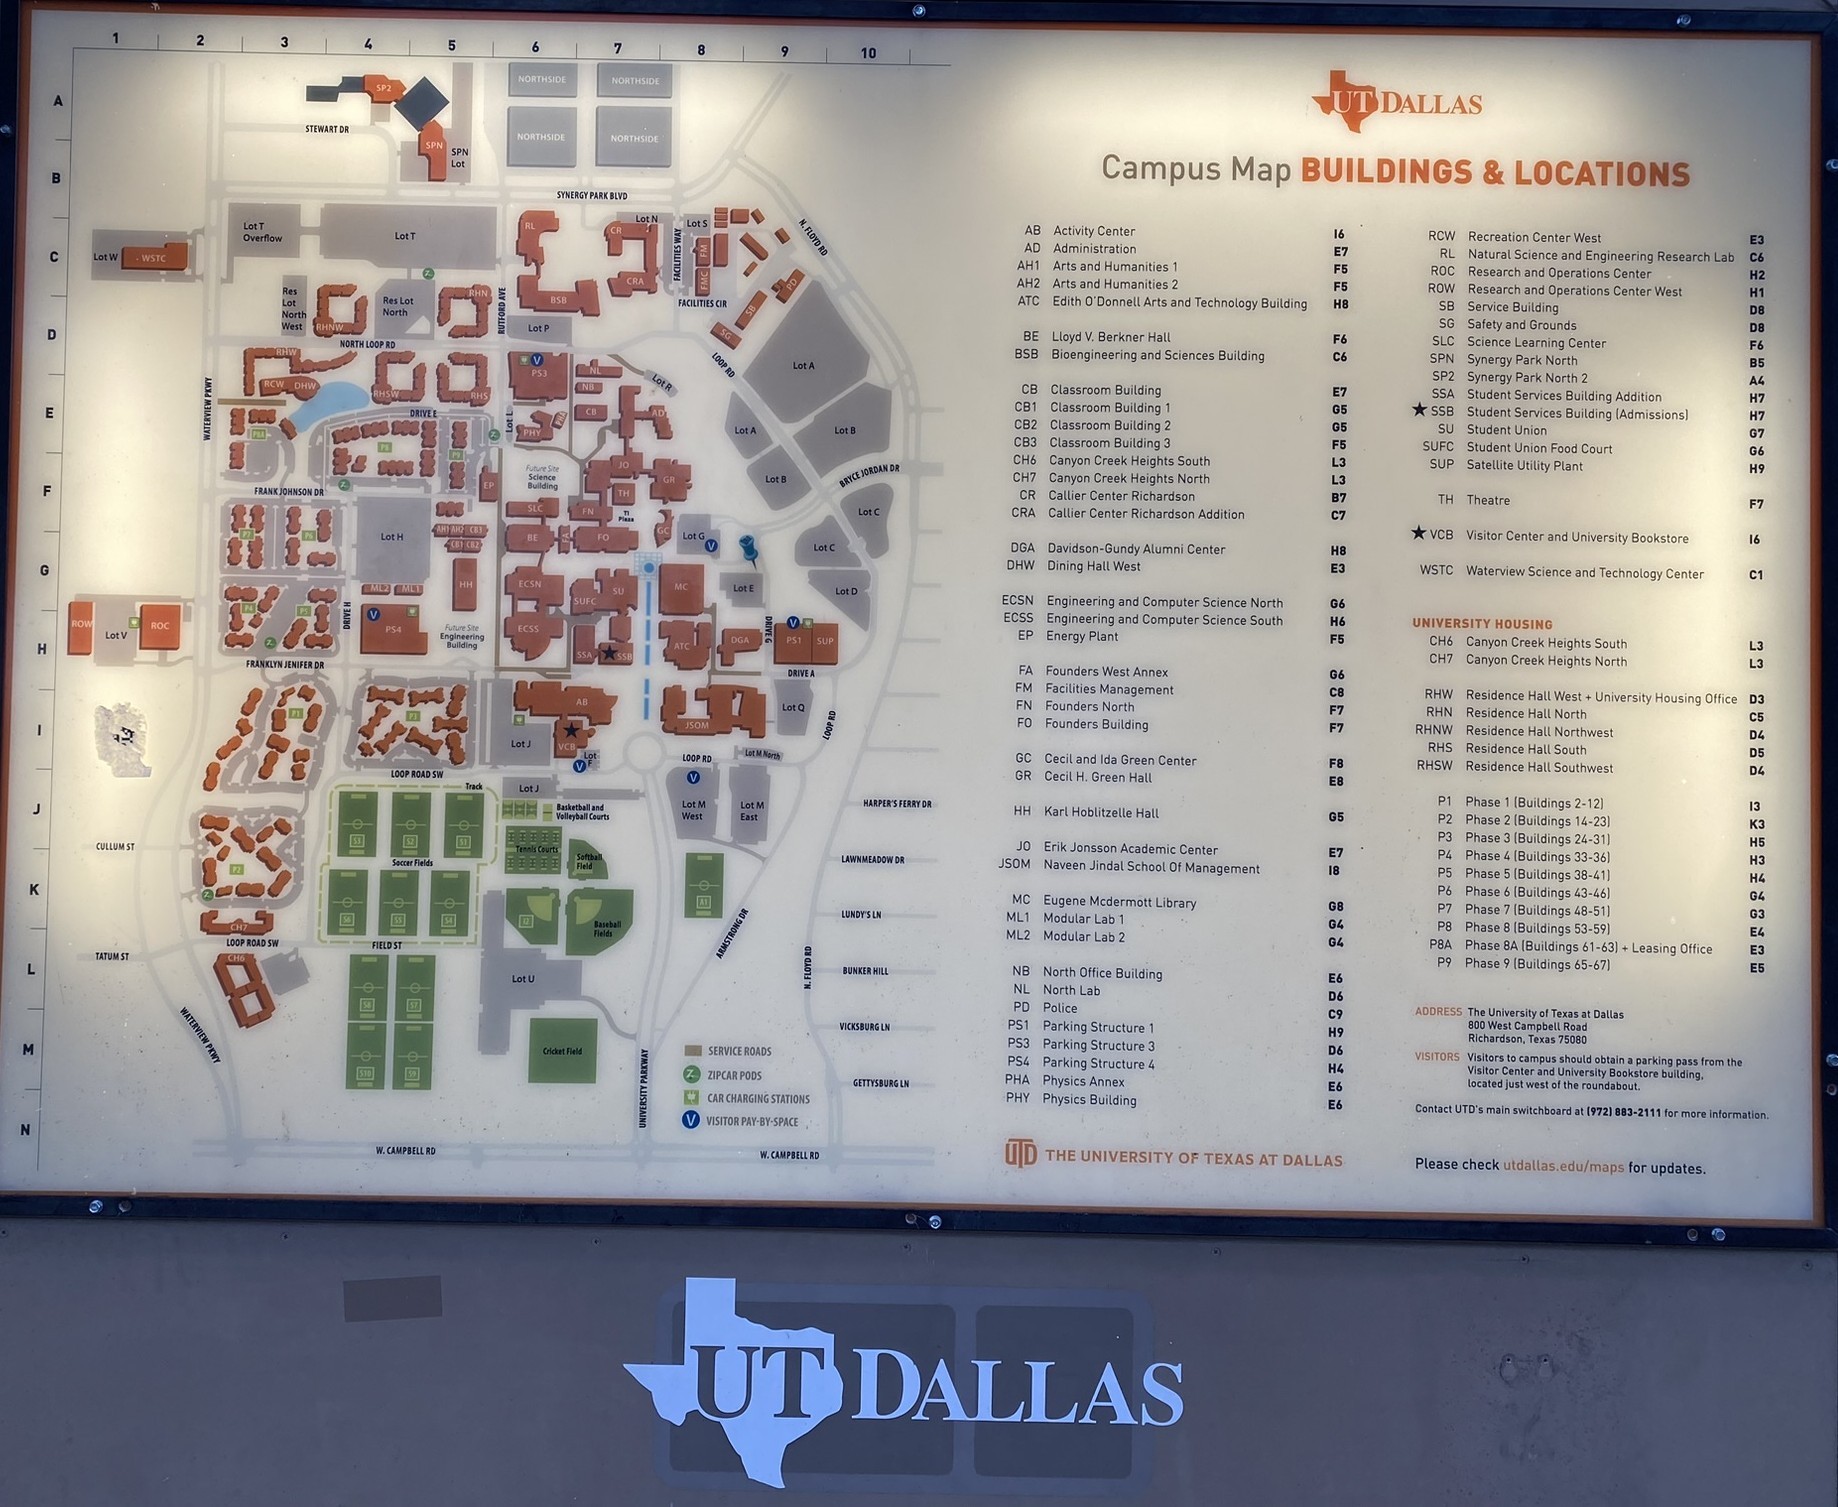 1 2 3 4 5 6 7 8 9 10
A
B
C
D
E
F
G
H
I
J
K
L
M
N
SP2
STEWART DR
SPN
SPN
Lot
NORTHSIDE
NORTHSIDE
NORTHSIDE
NORTHSIDE
SYNERGY PARK BLVD
Lot T
Overflow
Lot T
Lot W
WSTC
RL
CR
Lot N
Lot S
FACILITIES WAY
FM
FMC
CRA
BSB
FACILITIES CIR
N. FLOYD RD
PD
SB
SG
Res
Lot
North
West
RHNW
Res Lot
North
RHN
RUTFORD AVE
Lot P
NORTH LOOP RD
LOOP RD
Lot A
RHW
RCW
DHW
RHSW
RHS
PS3
V
NL
NB
Lot R
CB
AD
WATERVIEW PKWY
DRIVE E
Lot L
PHY
Lot A
Lot B
P8A
P8
P9
Future Site
Science
Building
JO
GR
Lot B
BRYCE JORDAN DR
FRANK JOHNSON DR
EP
TH
SLC
FN
TI
Plaza
Lot C
P7
P6
Lot H
AH1 AH2 CB3
CB1 CB2
BE
FA
FO
GC
Lot G
V
Lot C
ML2
ML1
HH
ECSN
SUFC
SU
MC
Lot E
Lot D
P4
P5
ROW
Lot V
ROC
DRIVE H
V
PS4
Future Site
Engineering
Building
ECSS
SSA
SSB
ATC
DGA
DRIVE G
V
PS1
SUP
FRANKLYN JENIFER DR
DRIVE A
P1
P3
AB
Lot J
VCB
V
Lot
F
JSOM
Lot Q
LOOP RD
LOOP RD
Lot M North
LOOP ROAD SW
Track
Lot J
Basketball and
Volleyball Courts
V
Lot M
West
Lot M
East
HARPER'S FERRY DR
CULLUM ST
S3
S2
S1
Soccer Fields
Tennis Courts
Softball
Field
LAWNMEADOW DR
P2
S6
S5
S4
A1
Baseball
Fields
LUNDY'S LN
CH7
LOOP ROAD SW
FIELD ST
ARMSTRONG DR
N. FLOYD RD
TATUM ST
CH6
Lot U
BUNKER HILL
S8
S7
WATERVIEW PKWY
VICKSBURG LN
Cricket Field
S10
S9
UNIVERSITY PARKWAY
SERVICE ROADS
Z ZIPCAR PODS
CAR CHARGING STATIONS
V VISITOR PAY-BY-SPACE
GETTYSBURG LN
W. CAMPBELL RD
W. CAMPBELL RD
UT DALLAS
Campus Map BUILDINGS & LOCATIONS
AB Activity Center I6
AD Administration E7
AH1 Arts and Humanities 1 F5
AH2 Arts and Humanities 2 F5
ATC Edith O'Donnell Arts and Technology Building H8
BE Lloyd V. Berkner Hall F6
BSB Bioengineering and Sciences Building C6
CB Classroom Building E7
CB1 Classroom Building 1 G5
CB2 Classroom Building 2 G5
CB3 Classroom Building 3 F5
CH6 Canyon Creek Heights South L3
CH7 Canyon Creek Heights North L3
CR Callier Center Richardson B7
CRA Callier Center Richardson Addition C7
DGA Davidson-Gundy Alumni Center H8
DHW Dining Hall West E3
ECSN Engineering and Computer Science North G6
ECSS Engineering and Computer Science South H6
EP Energy Plant F5
FA Founders West Annex G6
FM Facilities Management C8
FN Founders North F7
FO Founders Building F7
GC Cecil and Ida Green Center F8
GR Cecil H. Green Hall E8
HH Karl Hoblitzelle Hall G5
JO Erik Jonsson Academic Center E7
JSOM Naveen Jindal School Of Management I8
MC Eugene Mcdermott Library G8
ML1 Modular Lab 1 G4
ML2 Modular Lab 2 G4
NB North Office Building E6
NL North Lab D6
PD Police C9
PS1 Parking Structure 1 H9
PS3 Parking Structure 3 D6
PS4 Parking Structure 4 H4
PHA Physics Annex E6
PHY Physics Building E6
UTD THE UNIVERSITY OF TEXAS AT DALLAS
RCW Recreation Center West E3
RL Natural Science and Engineering Research Lab C6
ROC Research and Operations Center H2
ROW Research and Operations Center West H1
SB Service Building D8
SG Safety and Grounds D8
SLC Science Learning Center F6
SPN Synergy Park North B5
SP2 Synergy Park North 2 A4
SSA Student Services Building Addition H7
★ SSB Student Services Building (Admissions) H7
SU Student Union G7
SUFC Student Union Food Court G6
SUP Satellite Utility Plant H9
TH Theatre F7
★ VCB Visitor Center and University Bookstore I6
WSTC Waterview Science and Technology Center C1
UNIVERSITY HOUSING
CH6 Canyon Creek Heights South L3
CH7 Canyon Creek Heights North L3
RHW Residence Hall West + University Housing Office D3
RHN Residence Hall North C5
RHNW Residence Hall Northwest D4
RHS Residence Hall South D5
RHSW Residence Hall Southwest D4
P1 Phase 1 (Buildings 2-12) I3
P2 Phase 2 (Buildings 14-23) K3
P3 Phase 3 (Buildings 24-31) H5
P4 Phase 4 (Buildings 33-36) H3
P5 Phase 5 (Buildings 38-41) H4
P6 Phase 6 (Buildings 43-46) G4
P7 Phase 7 (Buildings 48-51) G3
P8 Phase 8 (Buildings 53-59) E4
P8A Phase 8A (Buildings 61-63) + Leasing Office E3
P9 Phase 9 (Buildings 65-67) E5
ADDRESS The University of Texas at Dallas
800 West Campbell Road
Richardson, Texas 75080
VISITORS Visitors to campus should obtain a parking pass from the
Visitor Center and University Bookstore building,
located just west of the roundabout.
Contact UTD's main switchboard at (972) 883-2111 for more information.
Please check utdallas.edu/maps for updates.
UT DALLAS